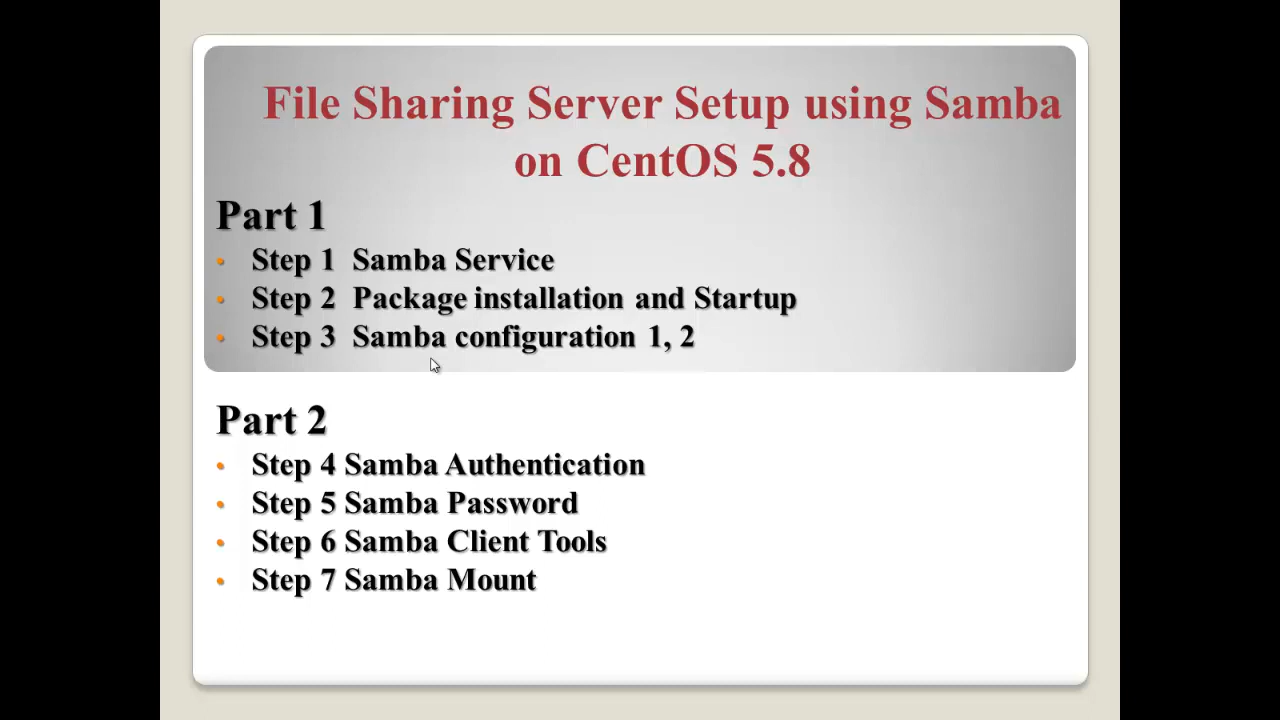 File Sharing Server Setup using Samba
on CentOS 5.8
Part 1
• Step 1 Samba Service
• Step 2 Package installation and Startup
• Step 3 Samba configuration 1, 2
Part 2
• Step 4 Samba Authentication
• Step 5 Samba Password
• Step 6 Samba Client Tools
• Step 7 Samba Mount